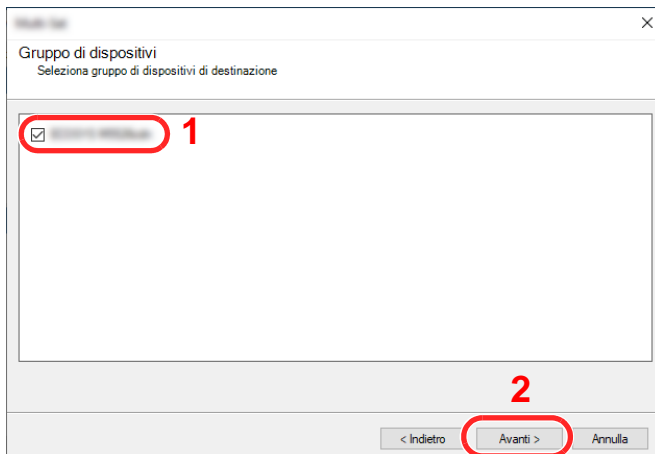 Gruppo di dispositivi
Seleziona gruppo di dispositivi di destinazione
1
2
< Indietro
Avanti >
Annulla